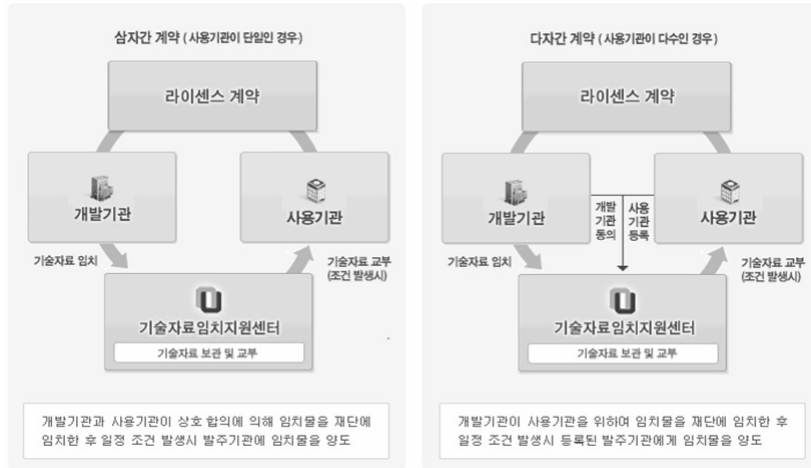 삼자간 계약 ( 사용기관이 단일인 경우 )
라이센스 계약
개발기관
사용기관
기술자료 임치
기술자료 교부
(조건 발생시)
기술자료임치지원센터
기술자료 보관 및 교부
개발기관과 사용기관이 상호 합의에 의해 임치물을 재단에
임치한 후 일정 조건 발생시 발주기관에 임치물을 양도
다자간 계약 ( 사용기관이 다수인 경우 )
라이센스 계약
개발기관
사용기관
개발
기관
동의
사용
기관
등록
기술자료 임치
기술자료 교부
(조건 발생시)
기술자료임치지원센터
기술자료 보관 및 교부
개발기관이 사용기관을 위하여 임치물을 재단에 임치한 후
일정 조건 발생시 등록된 발주기관에게 임치물을 양도